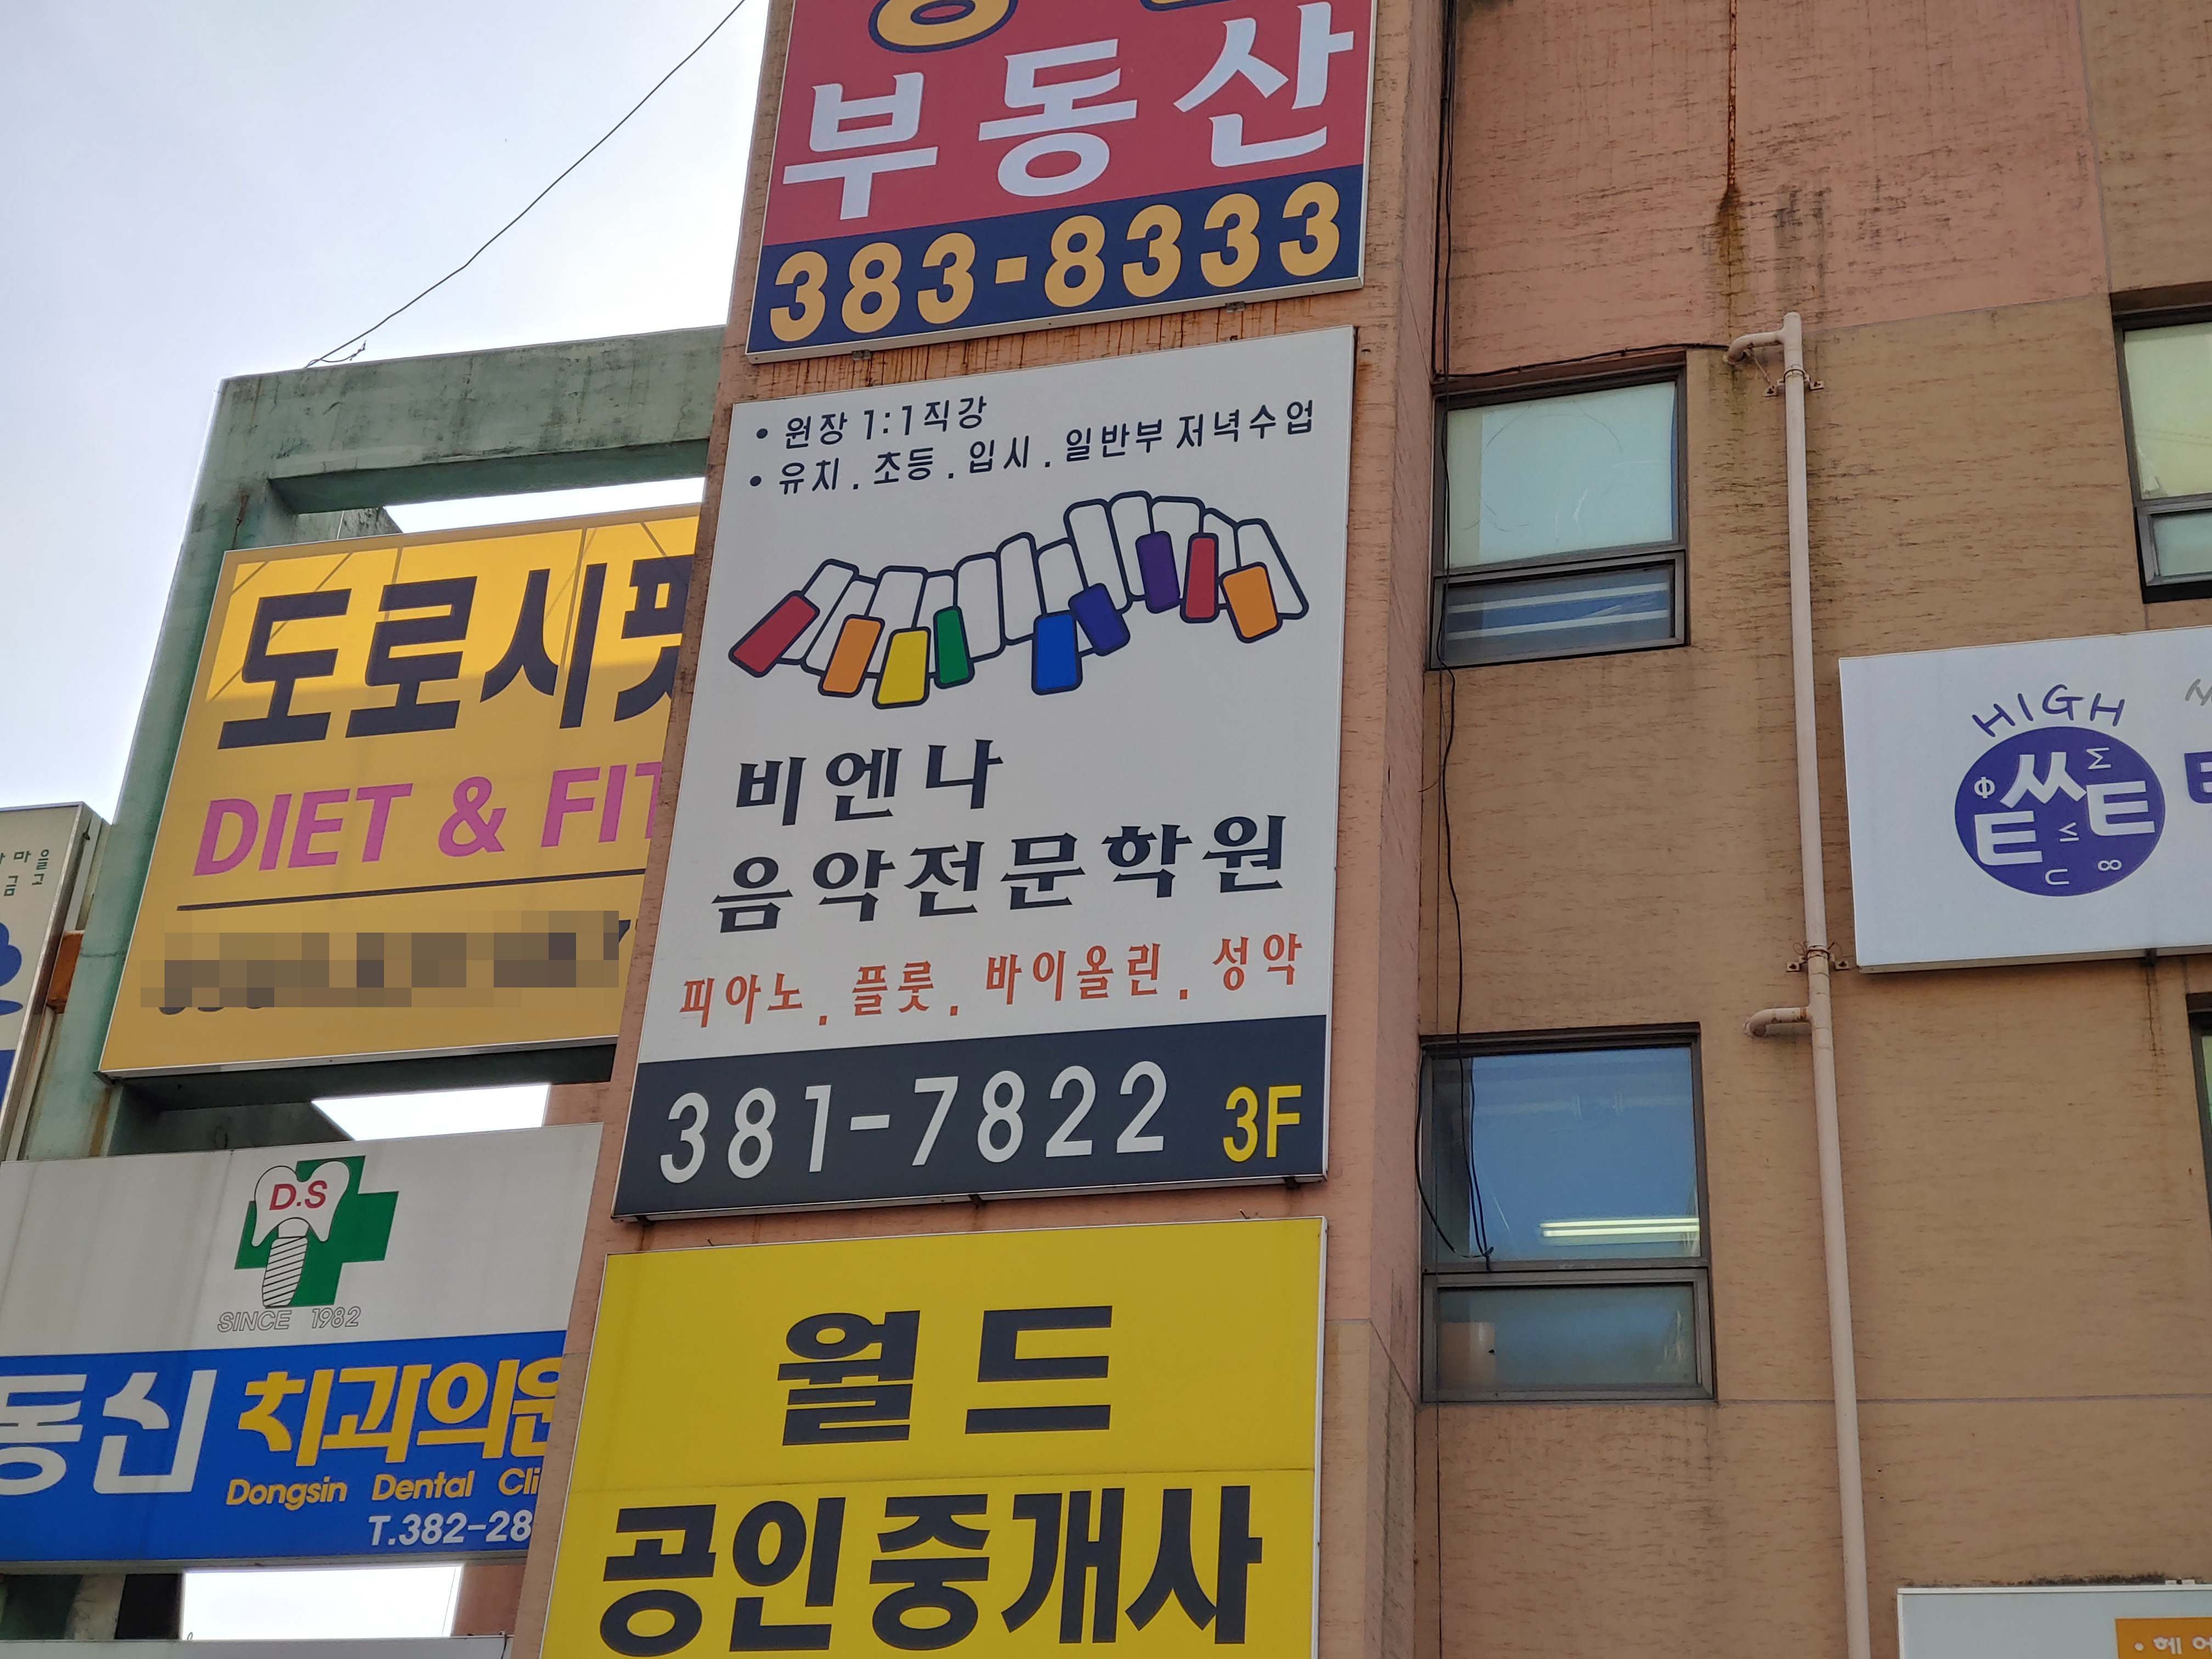 부동산
383-8333
• 원장 1:1직강
• 유치 . 초등 . 입시 . 일반부 저녁수업
비엔나
음악전문학원
피아노 . 플룻 . 바이올린 . 성악
381-7822 3F
월드
공인중개사
도로시
DIET & FIT
D.S
SINCE 1982
동신 치과의원
Dongsin Dental
T.382-28
HIGH
쎝
Φ Σ ≤ ⊂ ∞